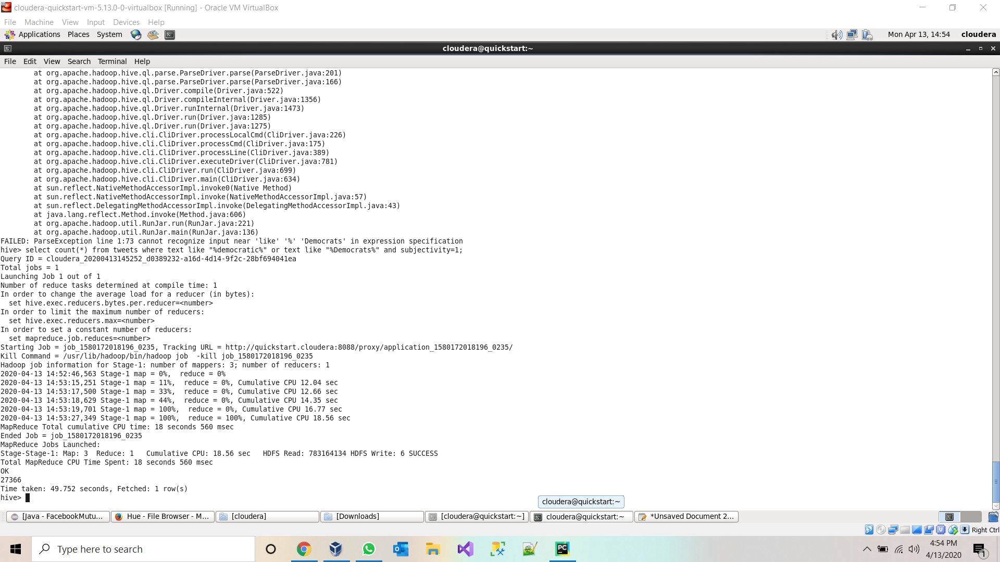 cloudera-quickstart-vm-5.13.0-0-virtualbox [Running] - Oracle VM VirtualBox
File Machine View Input Devices Help
Applications Places System Mon Apr 13, 14:54 cloudera
cloudera@quickstart:~
File Edit View Search Terminal Help
at org.apache.hadoop.hive.ql.parse.ParseDriver.parse(ParseDriver.java:201)
at org.apache.hadoop.hive.ql.parse.ParseDriver.parse(ParseDriver.java:166)
at org.apache.hadoop.hive.ql.Driver.compile(Driver.java:522)
at org.apache.hadoop.hive.ql.Driver.compileInternal(Driver.java:1356)
at org.apache.hadoop.hive.ql.Driver.runInternal(Driver.java:1473)
at org.apache.hadoop.hive.ql.Driver.run(Driver.java:1285)
at org.apache.hadoop.hive.ql.Driver.run(Driver.java:1275)
at org.apache.hadoop.hive.cli.CliDriver.processLocalCmd(CliDriver.java:226)
at org.apache.hadoop.hive.cli.CliDriver.processCmd(CliDriver.java:175)
at org.apache.hadoop.hive.cli.CliDriver.processLine(CliDriver.java:389)
at org.apache.hadoop.hive.cli.CliDriver.executeDriver(CliDriver.java:781)
at org.apache.hadoop.hive.cli.CliDriver.run(CliDriver.java:699)
at org.apache.hadoop.hive.cli.CliDriver.main(CliDriver.java:634)
at sun.reflect.NativeMethodAccessorImpl.invoke0(Native Method)
at sun.reflect.NativeMethodAccessorImpl.invoke(NativeMethodAccessorImpl.java:57)
at sun.reflect.DelegatingMethodAccessorImpl.invoke(DelegatingMethodAccessorImpl.java:43)
at java.lang.reflect.Method.invoke(Method.java:606)
at org.apache.hadoop.util.RunJar.run(RunJar.java:221)
at org.apache.hadoop.util.RunJar.main(RunJar.java:136)
FAILED: ParseException line 1:73 cannot recognize input near 'like' '%' 'Democrats' in expression specification
hive> select count(*) from tweets where text like "%democratic%" or text like "%Democrats%" and subjectivity=1;
Query ID = cloudera_20200413145252_d0389232-a16d-4d14-9f2c-28bf694041ea
Total jobs = 1
Launching Job 1 out of 1
Number of reduce tasks determined at compile time: 1
In order to change the average load for a reducer (in bytes):
set hive.exec.reducers.bytes.per.reducer=<number>
In order to limit the maximum number of reducers:
set hive.exec.reducers.max=<number>
In order to set a constant number of reducers:
set mapreduce.job.reduces=<number>
Starting Job = job_1580172018196_0235, Tracking URL = http://quickstart.cloudera:8088/proxy/application_1580172018196_0235/
Kill Command = /usr/lib/hadoop/bin/hadoop job  -kill job_1580172018196_0235
Hadoop job information for Stage-1: number of mappers: 3; number of reducers: 1
2020-04-13 14:52:46,563 Stage-1 map = 0%,  reduce = 0%
2020-04-13 14:53:15,251 Stage-1 map = 11%,  reduce = 0%, Cumulative CPU 12.04 sec
2020-04-13 14:53:17,500 Stage-1 map = 33%,  reduce = 0%, Cumulative CPU 12.66 sec
2020-04-13 14:53:18,629 Stage-1 map = 44%,  reduce = 0%, Cumulative CPU 14.35 sec
2020-04-13 14:53:19,701 Stage-1 map = 100%,  reduce = 0%, Cumulative CPU 16.77 sec
2020-04-13 14:53:27,349 Stage-1 map = 100%,  reduce = 100%, Cumulative CPU 18.56 sec
MapReduce Total cumulative CPU time: 18 seconds 560 msec
Ended Job = job_1580172018196_0235
MapReduce Jobs Launched:
Stage-Stage-1: Map: 3  Reduce: 1   Cumulative CPU: 18.56 sec   HDFS Read: 783164134 HDFS Write: 6 SUCCESS
Total MapReduce CPU Time Spent: 18 seconds 560 msec
OK
27366
Time taken: 49.752 seconds, Fetched: 1 row(s)
hive>
cloudera@quickstart:~
[Java - FacebookMutu... Hue - File Browser - M... [cloudera] [Downloads] [cloudera@quickstart:~] cloudera@quickstart:~ *Unsaved Document 2...
Right Ctrl
Type here to search
PC
4:54 PM
4/13/2020
1